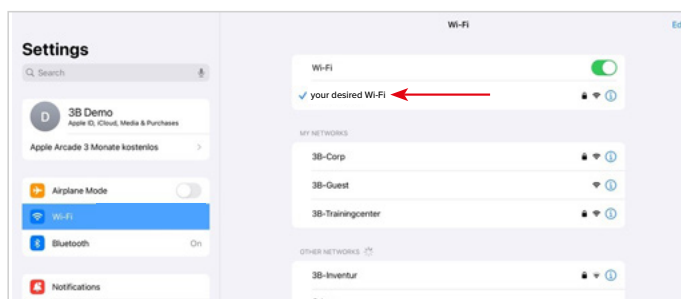 Wi-Fi
Ed
Settings
Search
D
3B Demo
Apple ID, iCloud, Media & Purchases
Apple Arcade 3 Monate kostenlos
Airplane Mode
Wi-Fi
Bluetooth On
Notifications
Wi-Fi
your desired Wi-Fi
MY NETWORKS
3B-Corp
3B-Guest
3B-Trainingcenter
OTHER NETWORKS
3B-Inventur